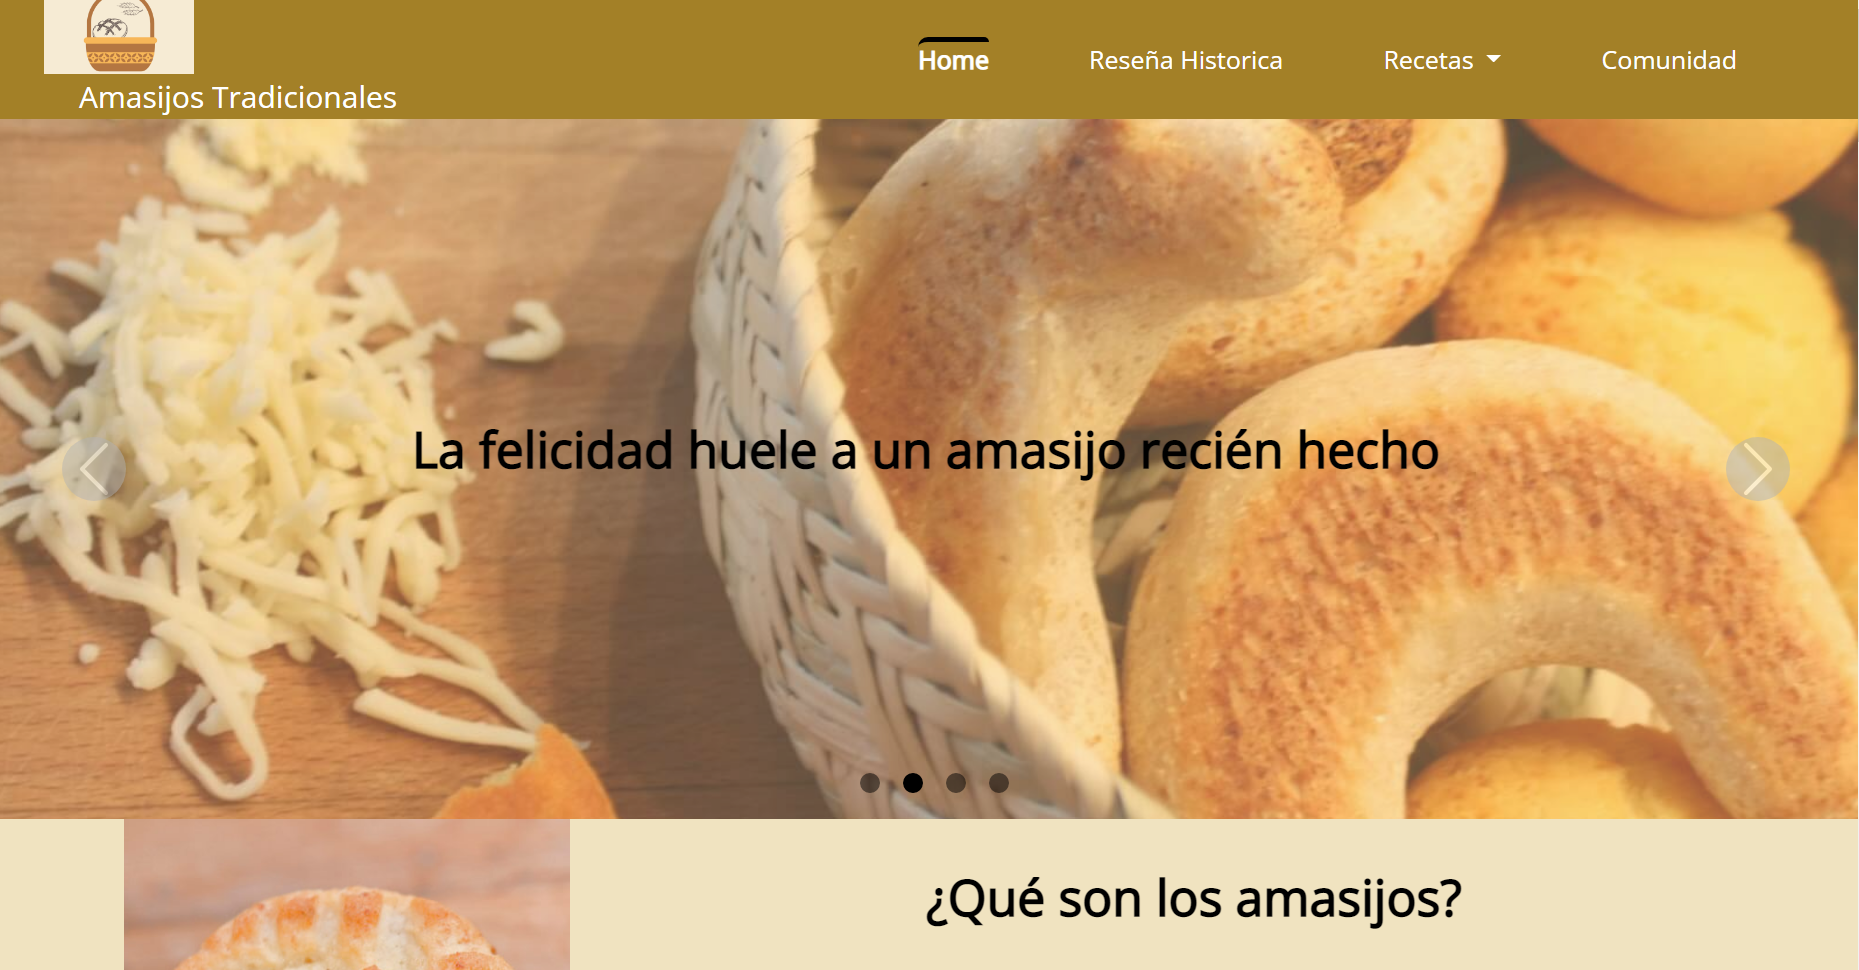 Home
Reseña Historica
Recetas
Comunidad
Amasijos Tradicionales
La felicidad huele a un amasijo recién hecho
¿Qué son los amasijos?